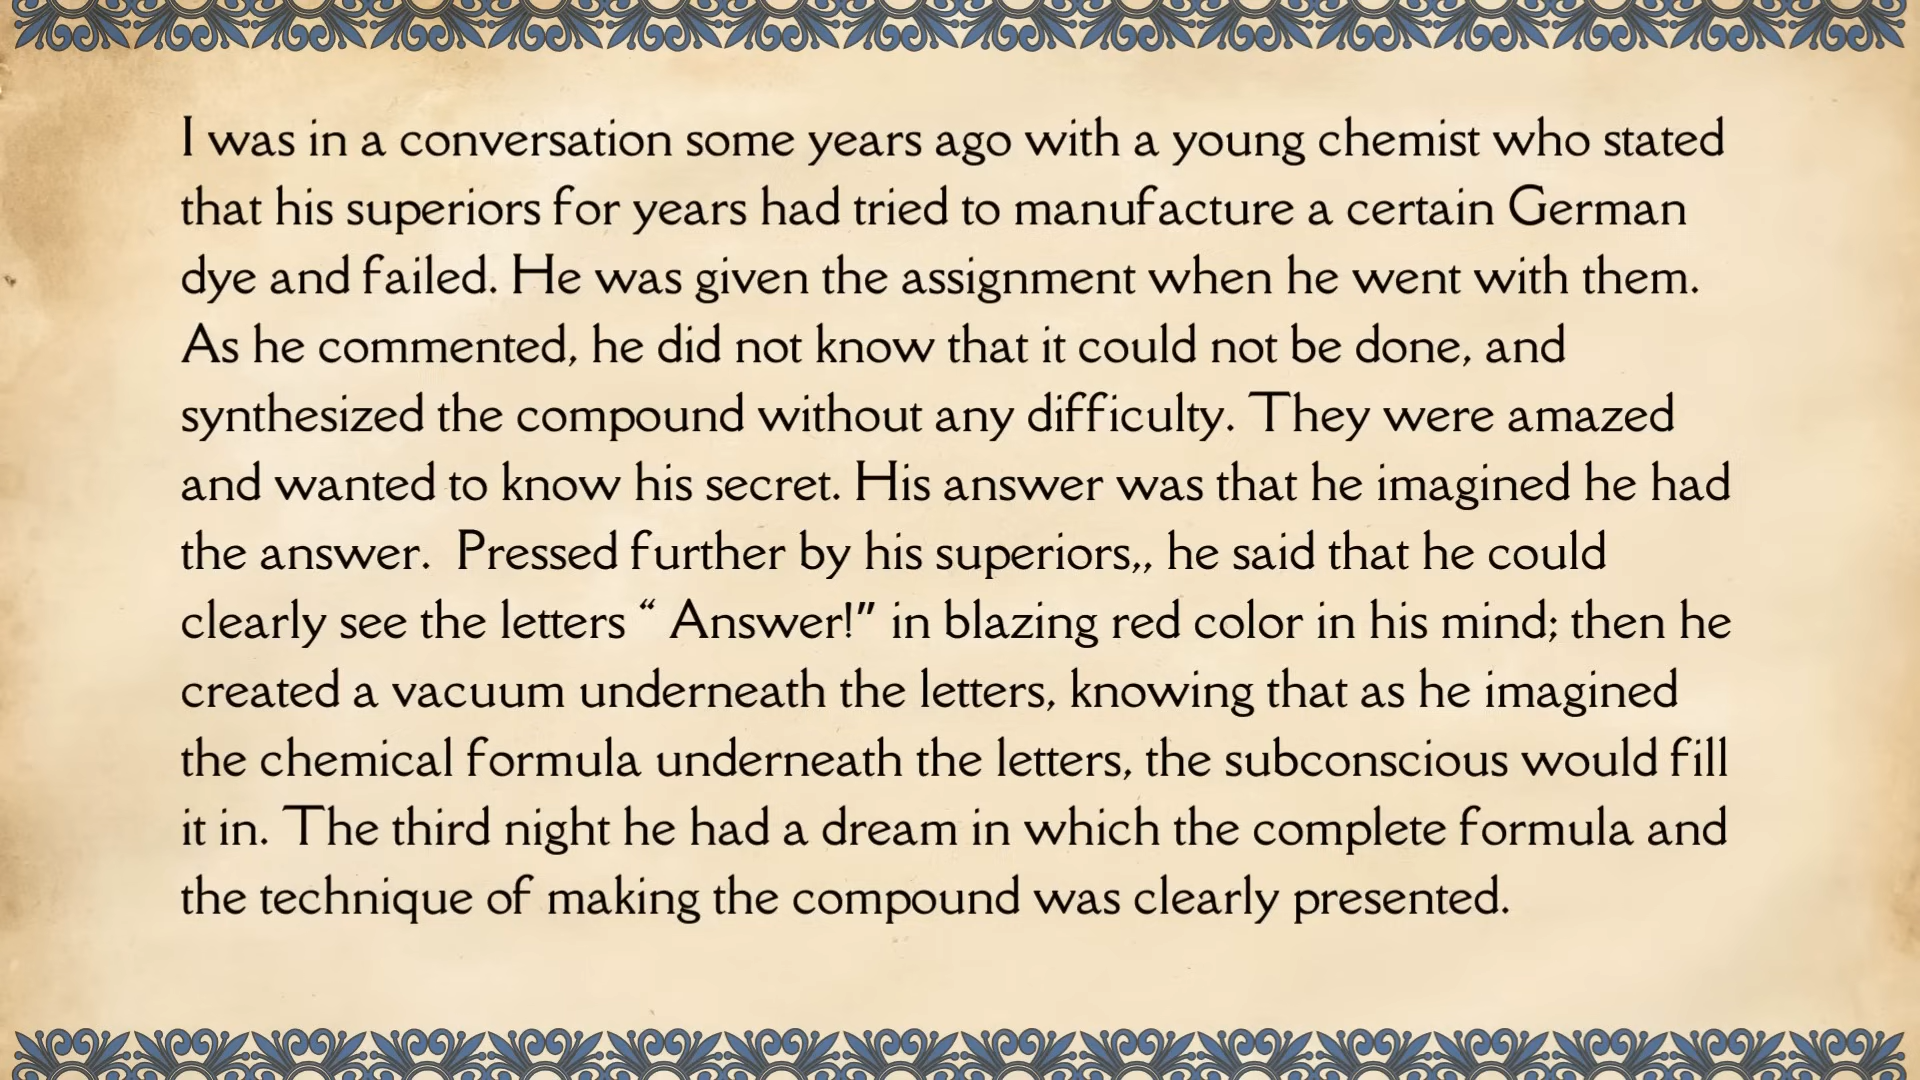 I was in a conversation some years ago with a young chemist who stated
that his superiors for years had tried to manufacture a certain German
dye and failed. He was given the assignment when he went with them.
As he commented, he did not know that it could not be done, and
synthesized the compound without any difficulty. They were amazed
and wanted to know his secret. His answer was that he imagined he had
the answer.  Pressed further by his superiors,, he said that he could
clearly see the letters “ Answer!” in blazing red color in his mind; then he
created a vacuum underneath the letters, knowing that as he imagined
the chemical formula underneath the letters, the subconscious would fill
it in. The third night he had a dream in which the complete formula and
the technique of making the compound was clearly presented.